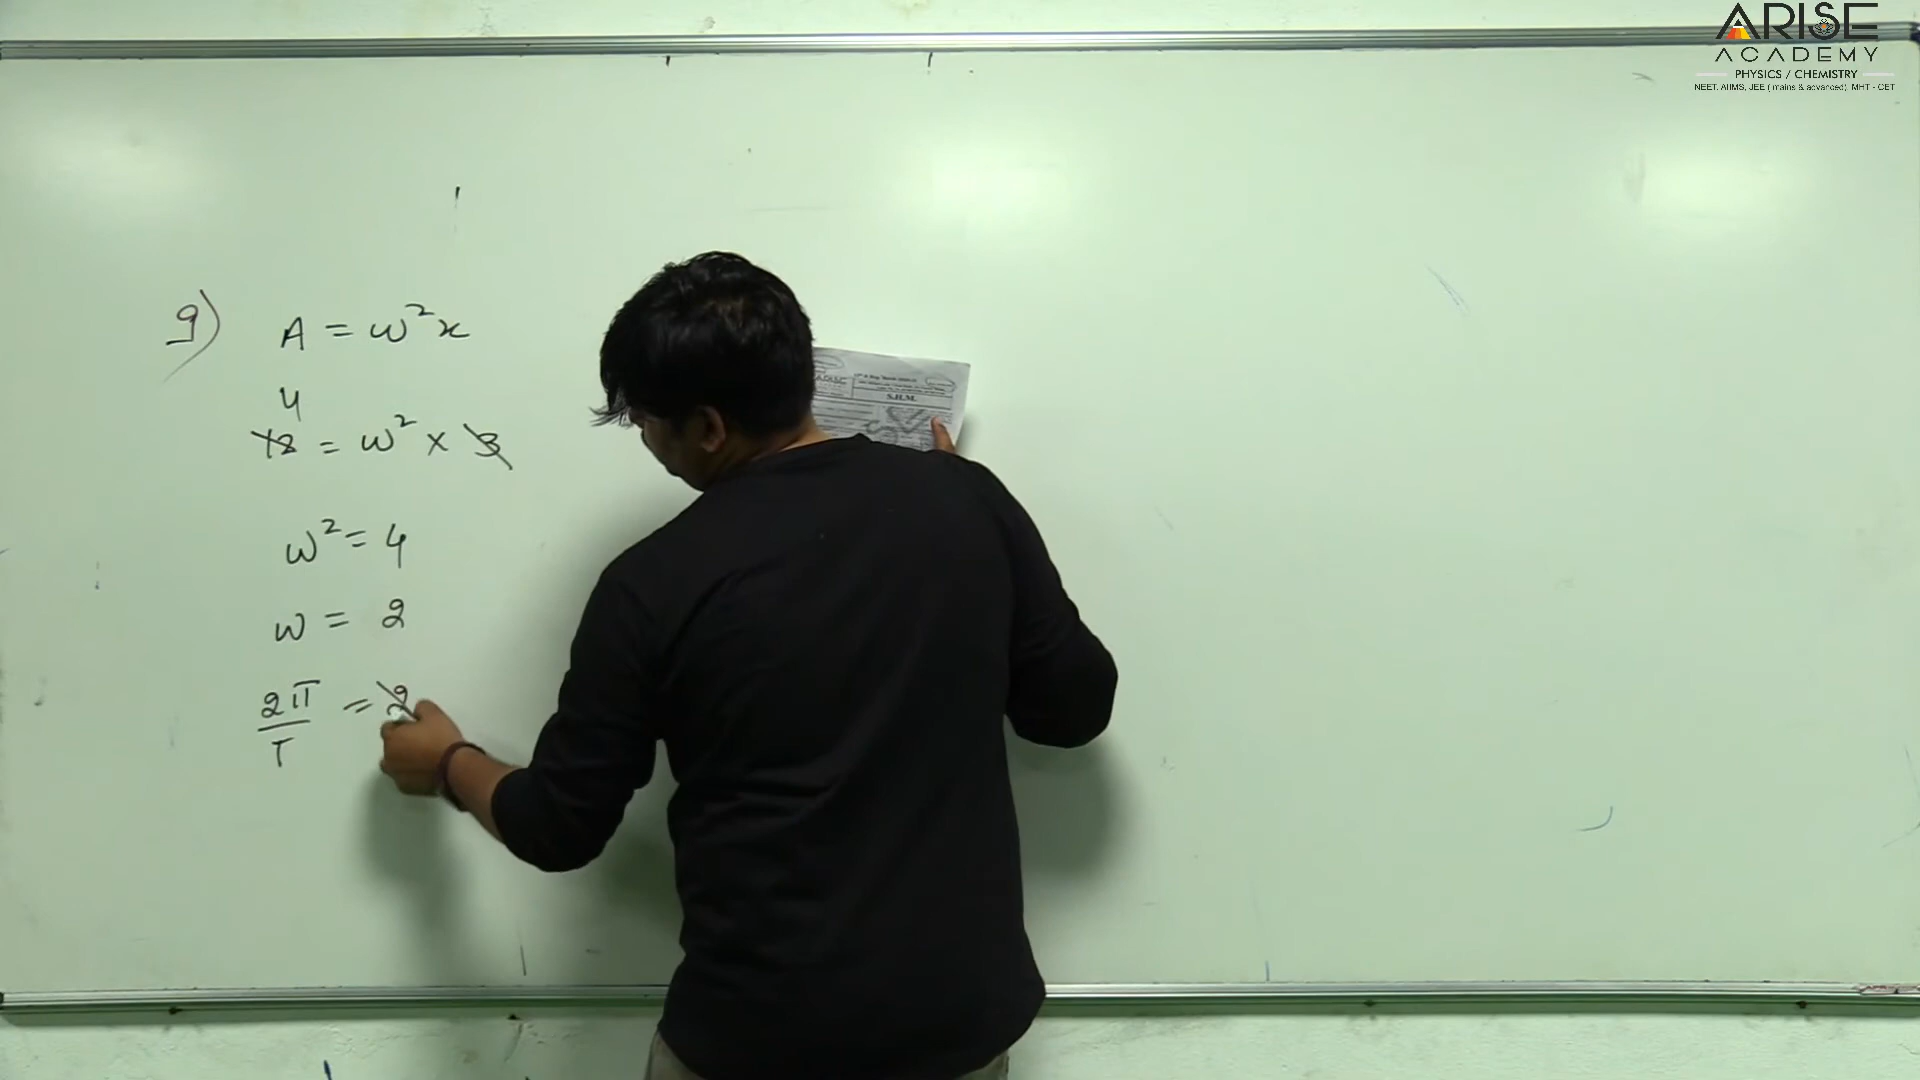 ARISE
ACADEMY
PHYSICS / CHEMISTRY
NEET, AIIMS, JEE ( mains & advanced), MHT - CET
9) A = ω²x
4
12 = ω² × 3
ω² = 4
ω = 2
2π/T = 2
S.H.M.